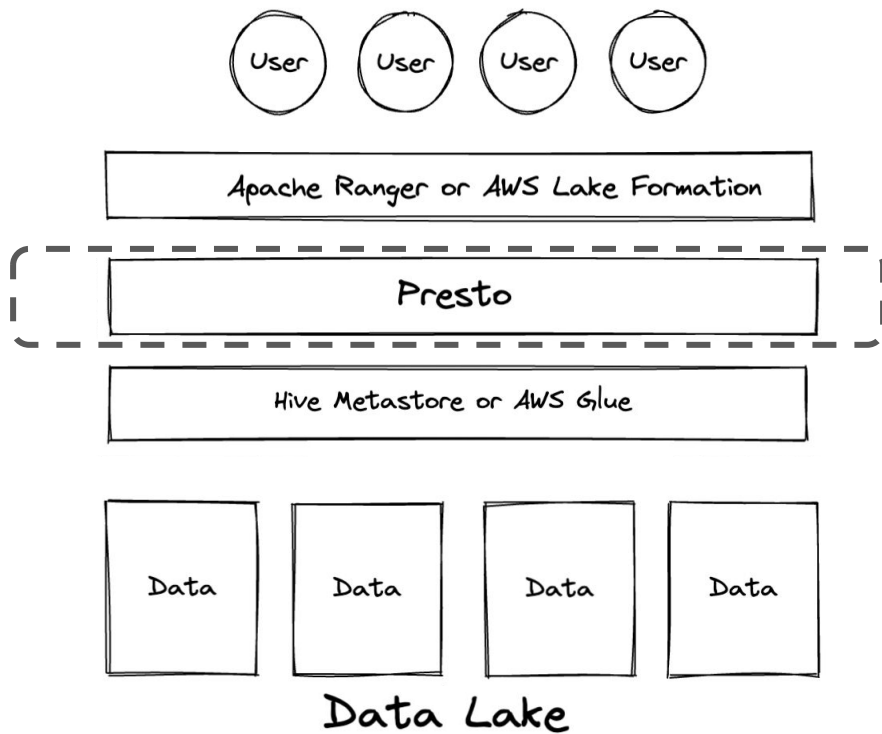 User User User User
Apache Ranger or AWS Lake Formation
Presto
Hive Metastore or AWS Glue
Data Data Data Data
Data Lake